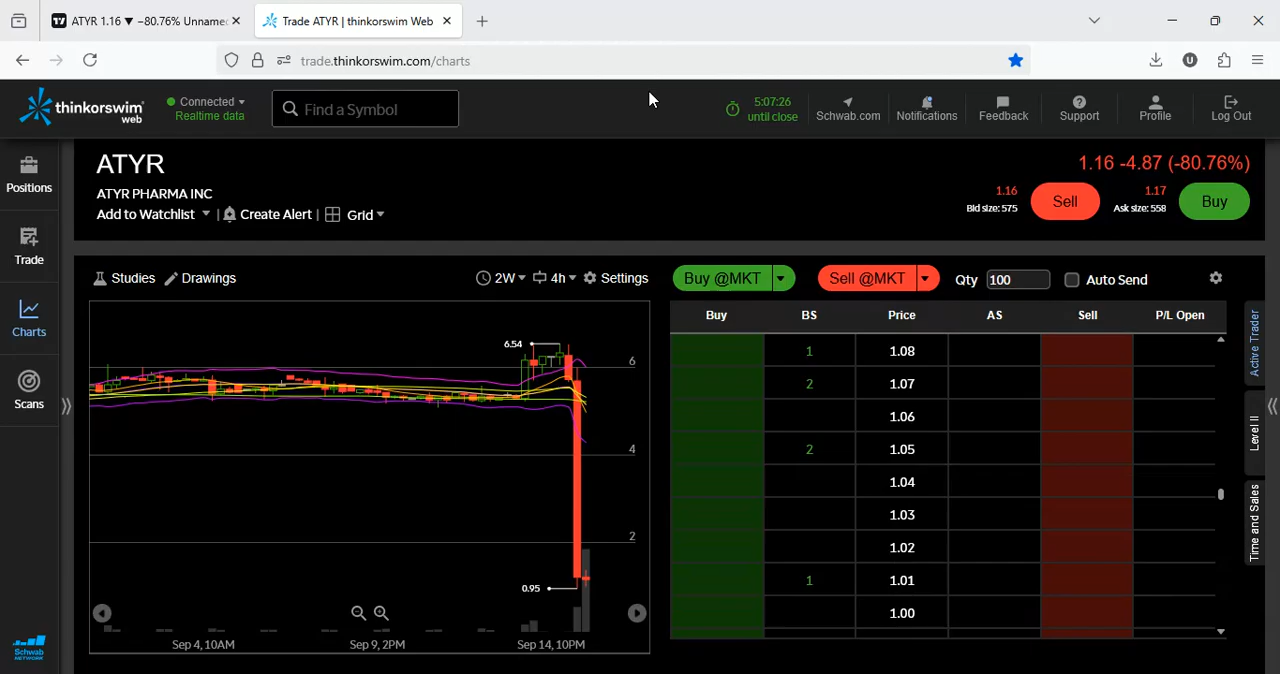 ATYR 1.16 ▼ −80.76% Unname
Trade ATYR | thinkorswim Web
trade.thinkorswim.com/charts
thinkorswim
web
Connected
Realtime data
Find a Symbol
5:07:26
until close
Schwab.com
Notifications
Feedback
Support
Profile
Log Out
Positions
Trade
Charts
Scans
Schwab
NETWORK
ATYR
ATYR PHARMA INC
Add to Watchlist
Create Alert
Grid
1.16 -4.87 (-80.76%)
1.16
Bid size: 575
Sell
1.17
Ask size: 558
Buy
Studies
Drawings
2W
4h
Settings
6.54
6
4
2
0.95
Sep 4, 10AM
Sep 9, 2PM
Sep 14, 10PM
Buy @MKT
Sell @MKT
Qty
100
Auto Send
Buy BS Price AS Sell P/L Open
1 1.08
2 1.07
1.06
2 1.05
1.04
1.03
1.02
1 1.01
1.00
Active Trader
Level II
Time and Sales